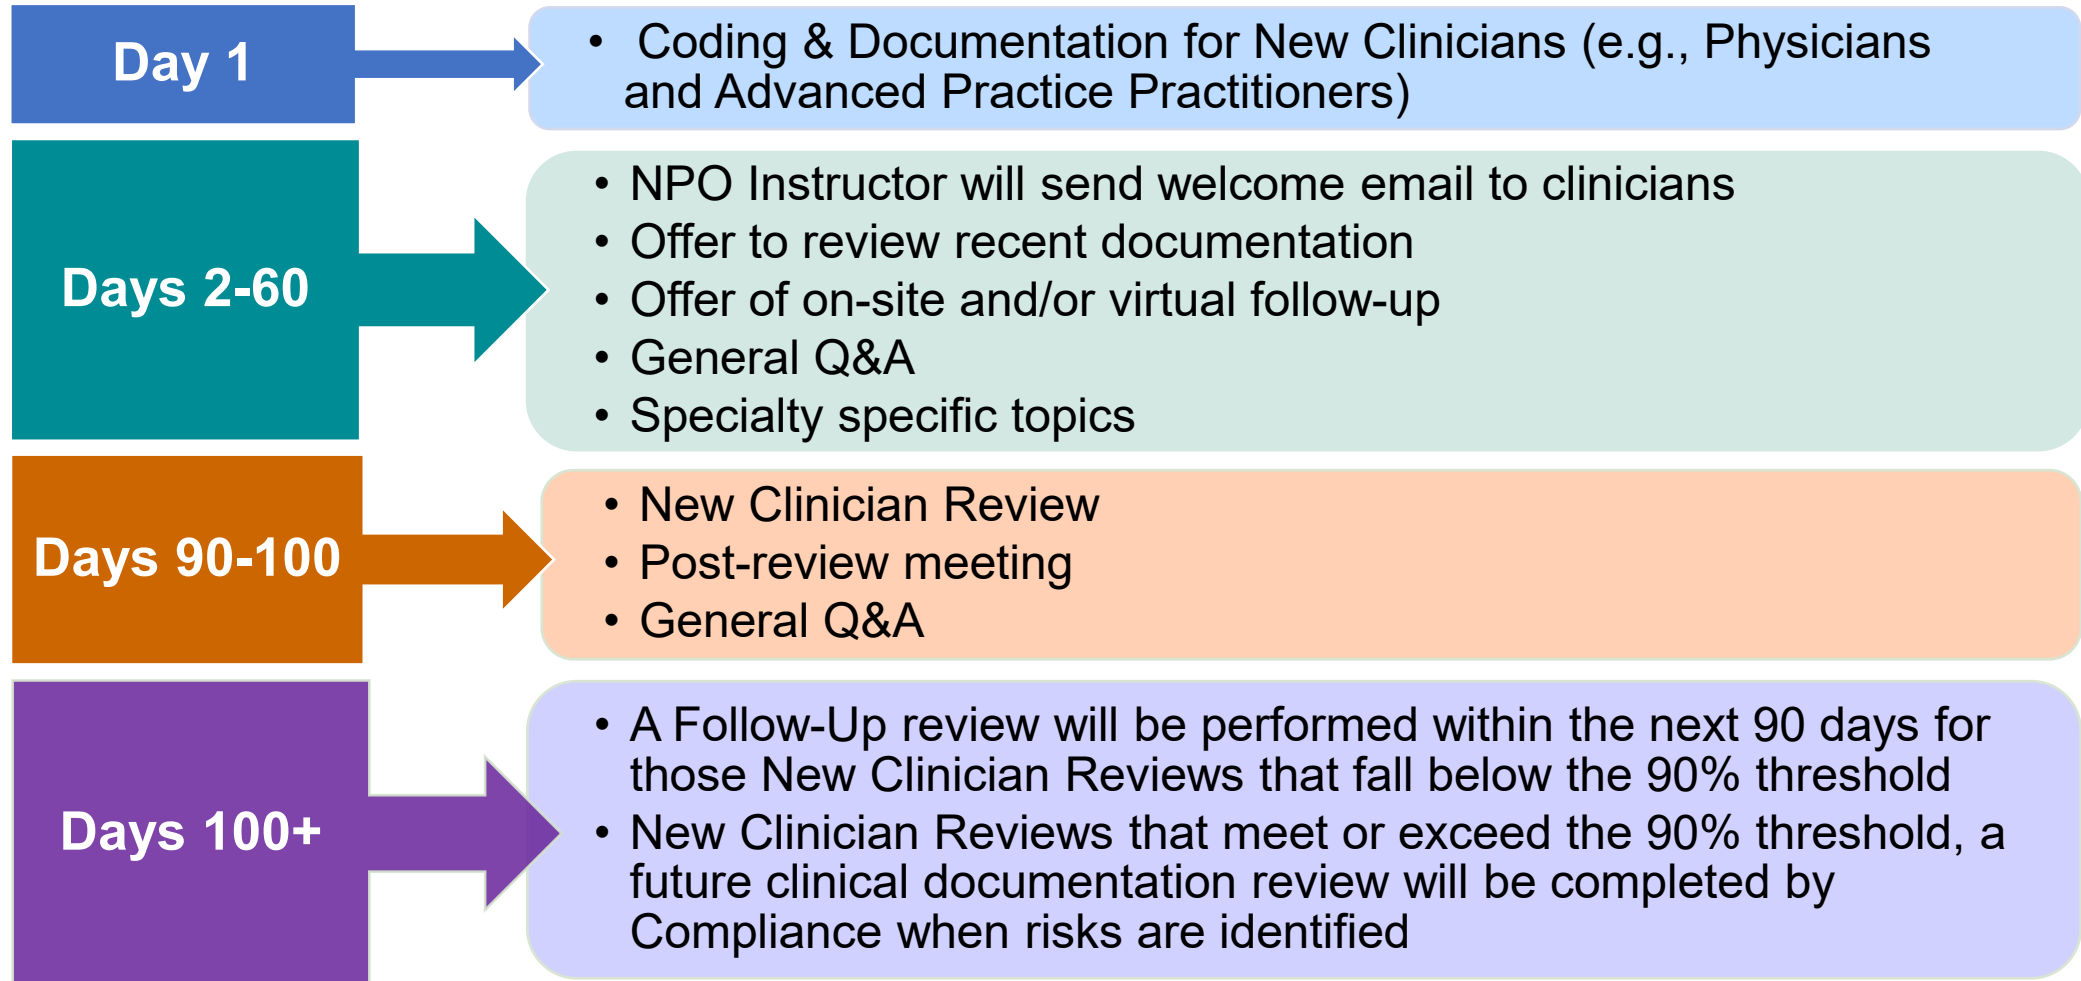 Day 1
• Coding & Documentation for New Clinicians (e.g., Physicians
and Advanced Practice Practitioners)
Days 2-60
• NPO Instructor will send welcome email to clinicians
• Offer to review recent documentation
• Offer of on-site and/or virtual follow-up
• General Q&A
• Specialty specific topics
Days 90-100
• New Clinician Review
• Post-review meeting
• General Q&A
Days 100+
• A Follow-Up review will be performed within the next 90 days for
those New Clinician Reviews that fall below the 90% threshold
• New Clinician Reviews that meet or exceed the 90% threshold, a
future clinical documentation review will be completed by
Compliance when risks are identified